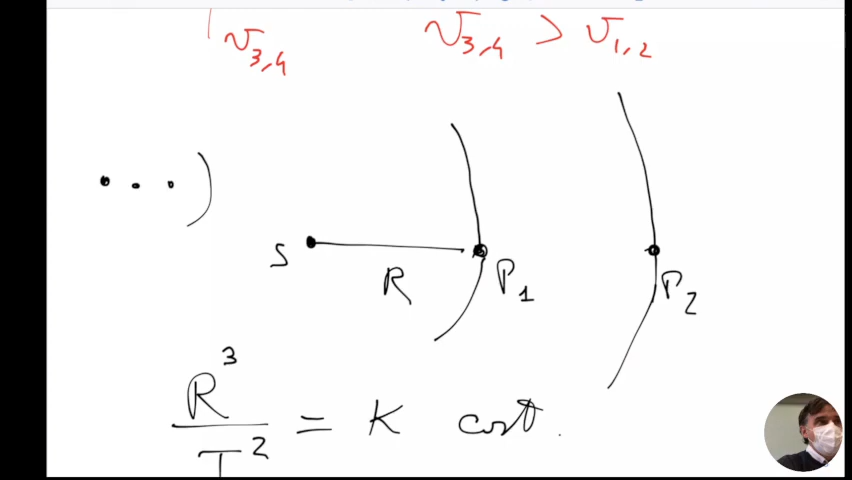 v₃,₄ v₃,₄ > v₁,₂
• • • )
S R P₁ P₂
R³/T² = K cost.